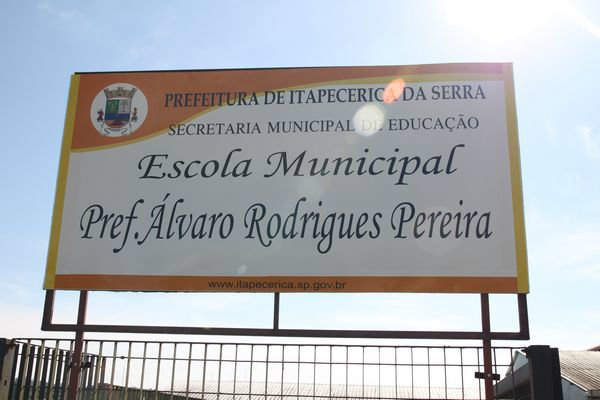 PREFEITURA DE ITAPECERICA DA SERRA
SECRETARIA MUNICIPAL DE EDUCAÇÃO
Escola Municipal
Pref. Álvaro Rodrigues Pereira
www.itapecerica.sp.gov.br